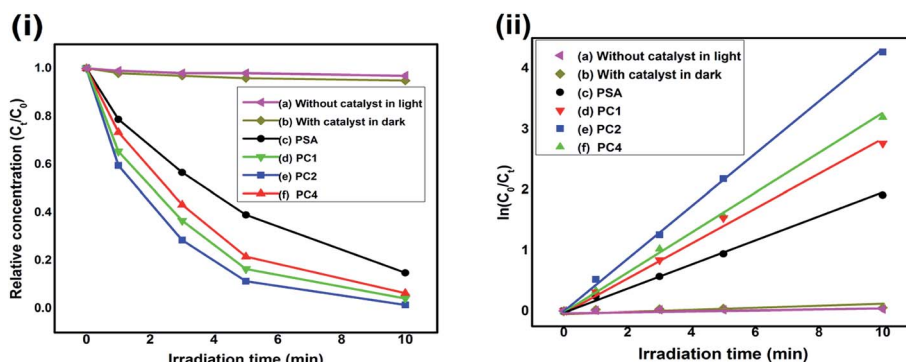 (i)
Relative concentration (Ct/C0)
1.0
0.8
0.6
0.4
0.2
0.0
(a) Without catalyst in light
(b) With catalyst in dark
(c) PSA
(d) PC1
(e) PC2
(f) PC4
0 2 4 6 8 10
Irradiation time (min)
(ii)
ln(C0/Ct)
4
3
2
1
0
(a) Without catalyst in light
(b) With catalyst in dark
(c) PSA
(d) PC1
(e) PC2
(f) PC4
0 2 4 6 8 10
Irradiation time (min)